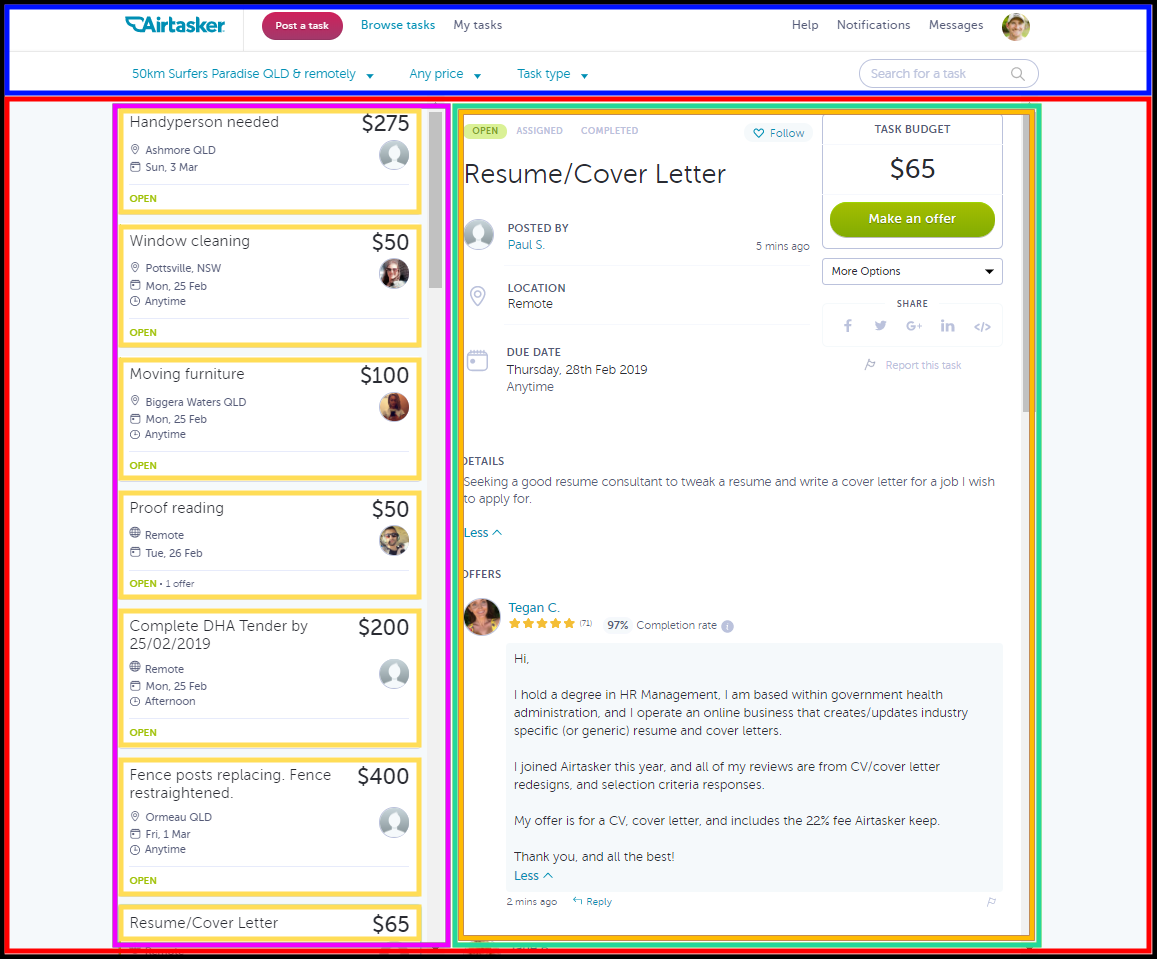 Airtasker
Post a task
Browse tasks
My tasks
Help
Notifications
Messages
50km Surfers Paradise QLD & remotely
Any price
Task type
Search for a task
Handyperson needed
$275
Ashmore QLD
Sun, 3 Mar
OPEN
Window cleaning
$50
Pottsville, NSW
Mon, 25 Feb
Anytime
OPEN
Moving furniture
$100
Biggera Waters QLD
Mon, 25 Feb
Anytime
OPEN
Proof reading
$50
Remote
Tue, 26 Feb
OPEN • 1 offer
Complete DHA Tender by
25/02/2019
$200
Remote
Mon, 25 Feb
Afternoon
OPEN
Fence posts replacing. Fence
restraightened.
$400
Ormeau QLD
Fri, 1 Mar
Anytime
OPEN
Resume/Cover Letter
$65
OPEN
ASSIGNED
COMPLETED
Follow
Resume/Cover Letter
POSTED BY
Paul S.
5 mins ago
LOCATION
Remote
DUE DATE
Thursday, 28th Feb 2019
Anytime
TASK BUDGET
$65
Make an offer
More Options
SHARE
G+
in
</>
Report this task
DETAILS
Seeking a good resume consultant to tweak a resume and write a cover letter for a job I wish
to apply for.
Less
OFFERS
Tegan C.
(71)
97% Completion rate
Hi,
I hold a degree in HR Management, I am based within government health
administration, and I operate an online business that creates/updates industry
specific (or generic) resume and cover letters.
I joined Airtasker this year, and all of my reviews are from CV/cover letter
redesigns, and selection criteria responses.
My offer is for a CV, cover letter, and includes the 22% fee Airtasker keep.
Thank you, and all the best!
Less
2 mins ago
Reply